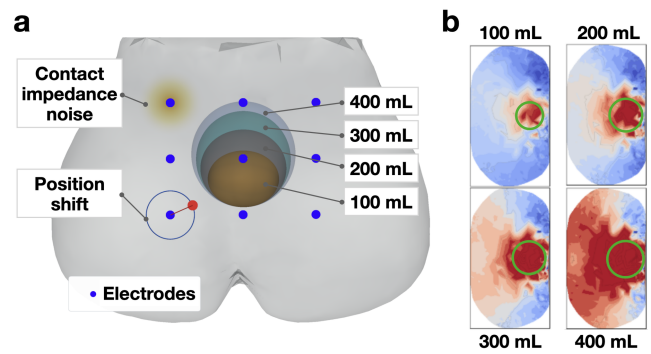 a
Contact
impedance
noise
400 mL
300 mL
200 mL
100 mL
Position
shift
Electrodes
b
100 mL
200 mL
300 mL
400 mL